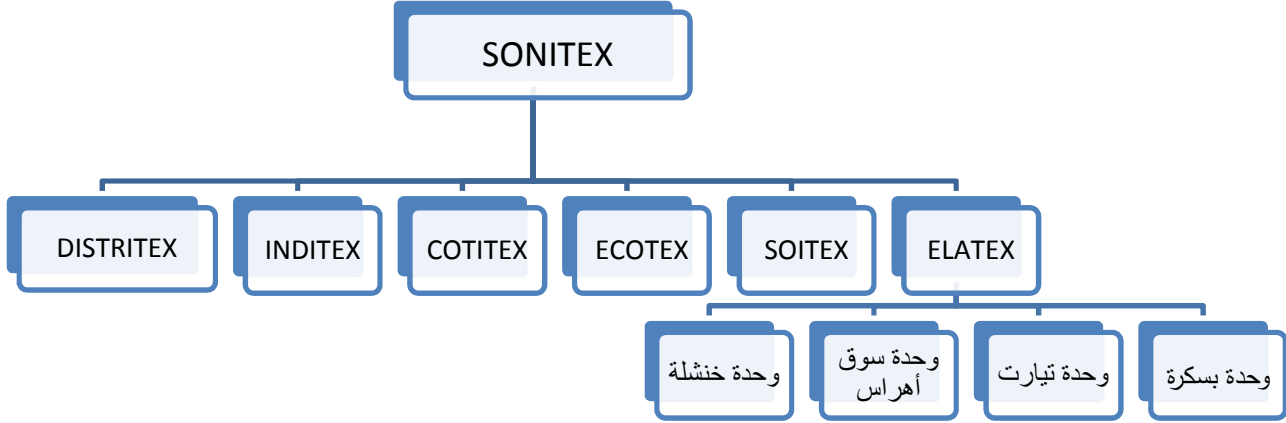 SONITEX
DISTRITEX
INDITEX
COTITEX
ECOTEX
SOITEX
ELATEX
وحدة بسكرة
وحدة تيارت
وحدة سوق
أهراس
وحدة خنشلة